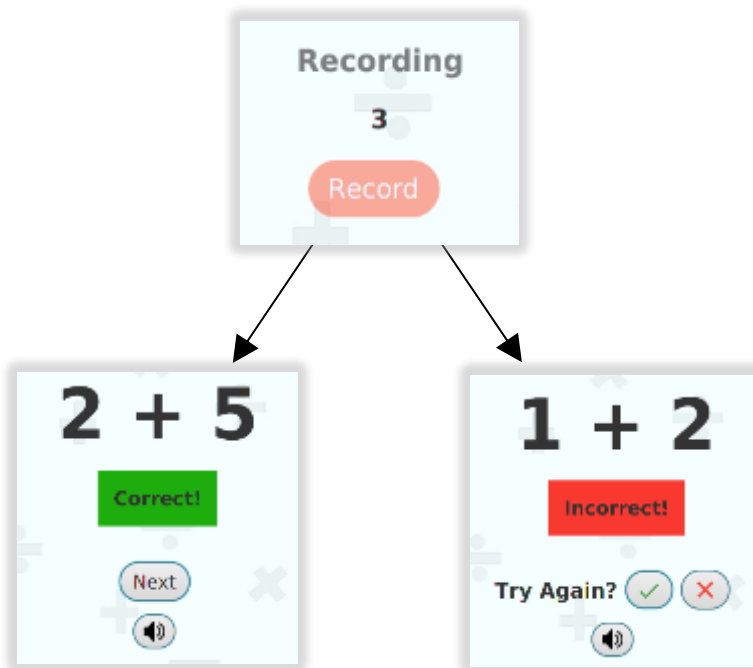 Recording
3
Record
2 + 5
Correct!
Next
1 + 2
Incorrect!
Try Again?